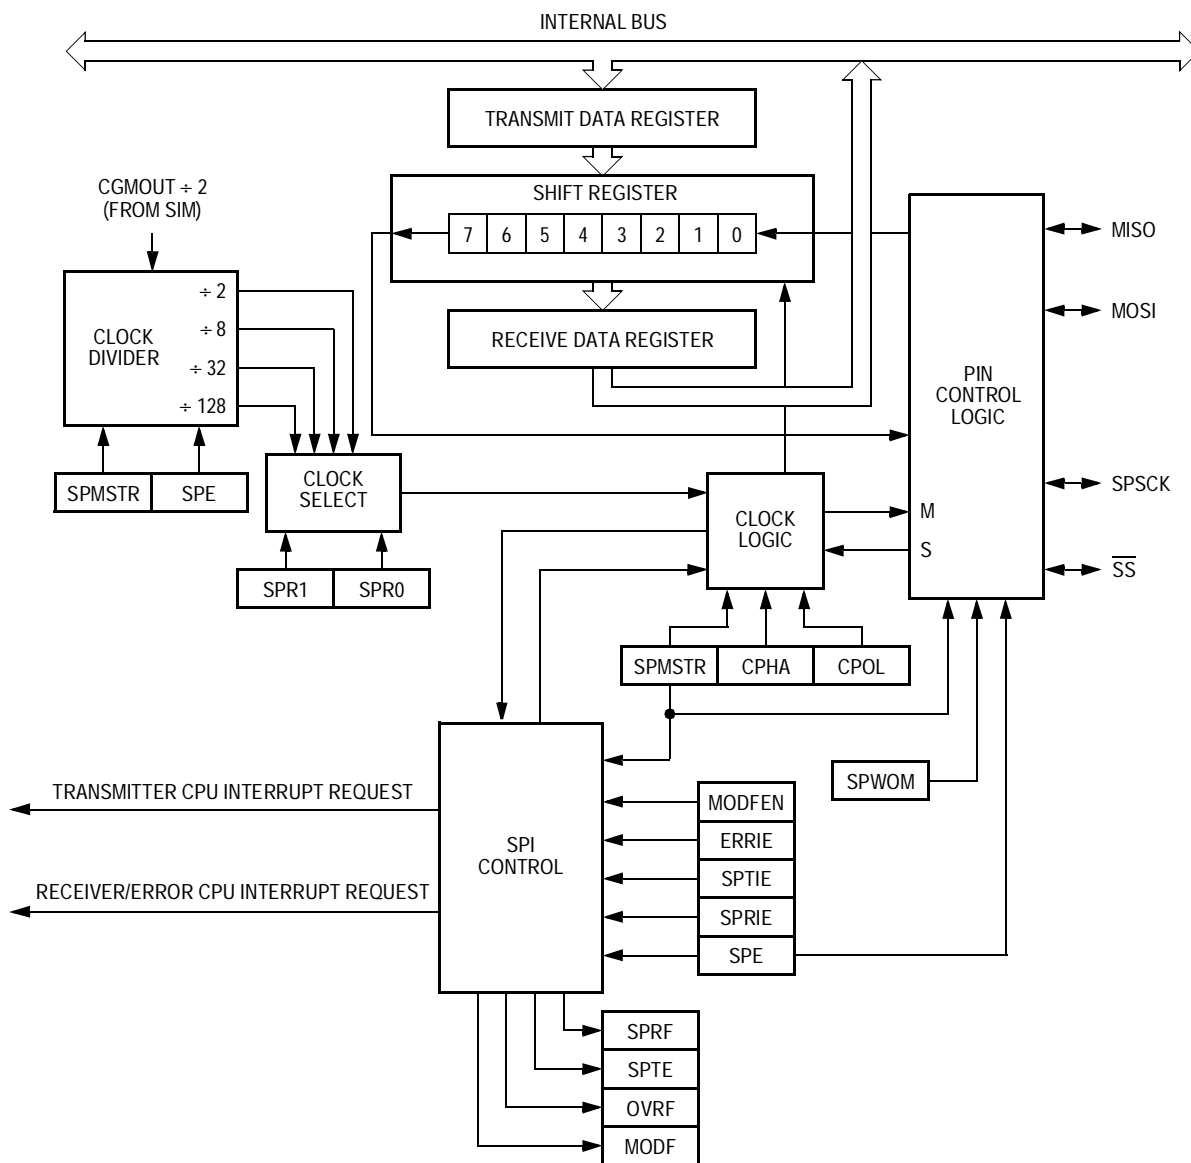 INTERNAL BUS
TRANSMIT DATA REGISTER
SHIFT REGISTER
7 6 5 4 3 2 1 0
RECEIVE DATA REGISTER
CGMOUT ÷ 2
(FROM SIM)
CLOCK
DIVIDER
÷ 2
÷ 8
÷ 32
÷ 128
SPMSTR SPE
CLOCK
SELECT
SPR1 SPR0
CLOCK
LOGIC
SPMSTR CPHA CPOL
PIN
CONTROL
LOGIC
M
S
MISO
MOSI
SPSCK
S̅S̅
SPWOM
TRANSMITTER CPU INTERRUPT REQUEST
RECEIVER/ERROR CPU INTERRUPT REQUEST
SPI
CONTROL
MODFEN
ERRIE
SPTIE
SPRIE
SPE
SPRF
SPTE
OVRF
MODF